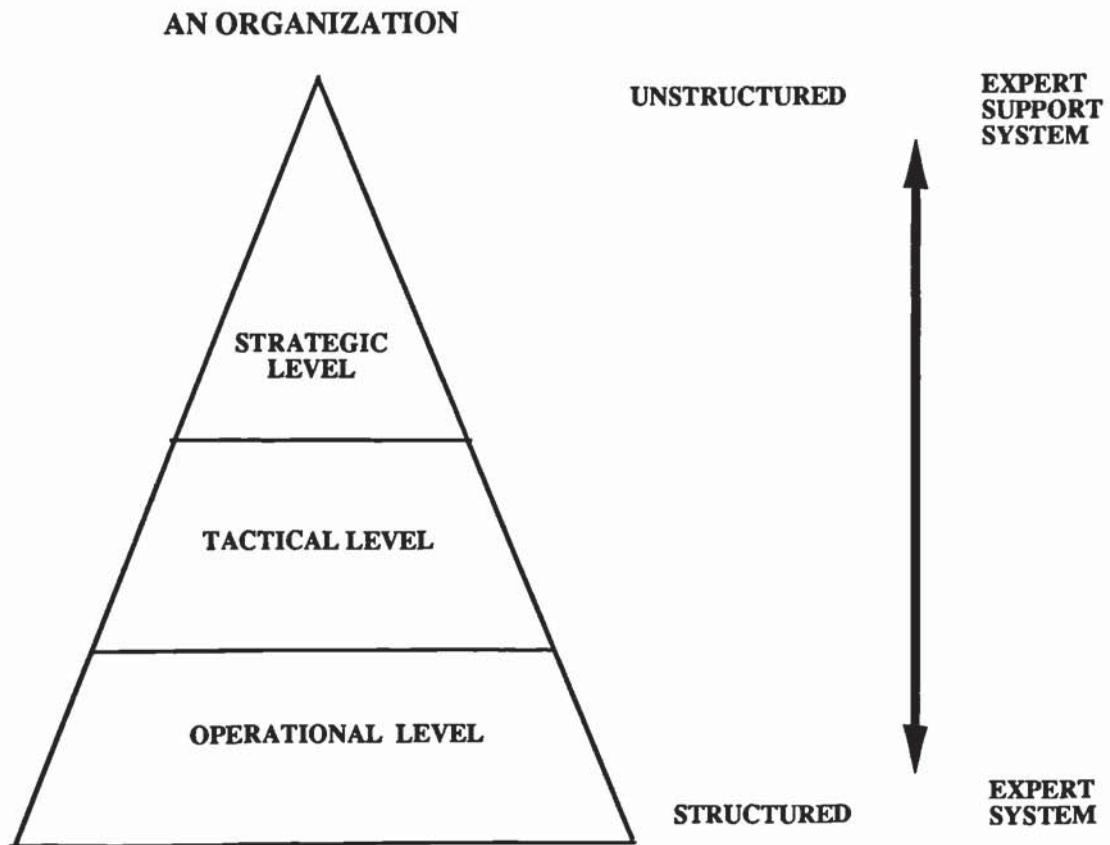 AN ORGANIZATION
UNSTRUCTURED
EXPERT
SUPPORT
SYSTEM
STRATEGIC
LEVEL
TACTICAL LEVEL
OPERATIONAL LEVEL
STRUCTURED
EXPERT
SYSTEM